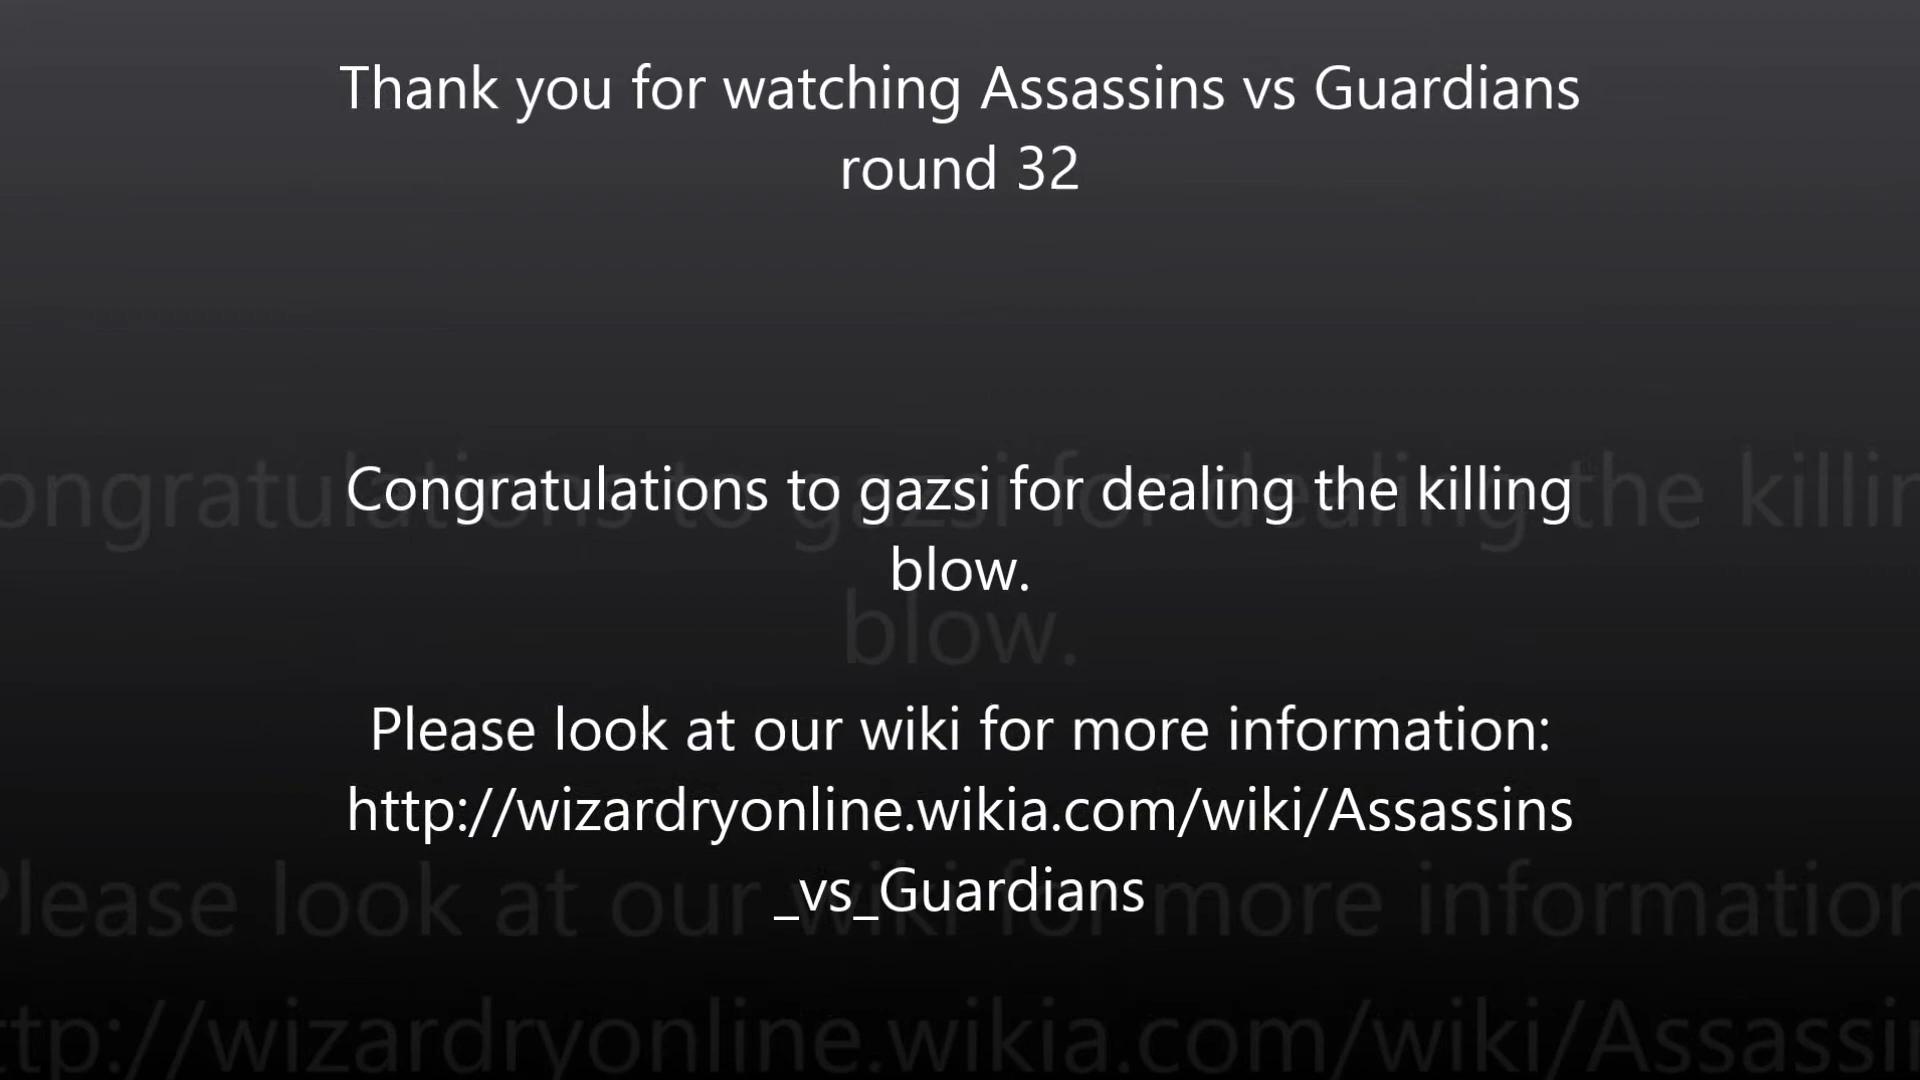 Thank you for watching Assassins vs Guardians
round 32
Congratulations to gazsi for dealing the killing
blow.
Please look at our wiki for more information:
http://wizardryonline.wikia.com/wiki/Assassins
_vs_Guardians